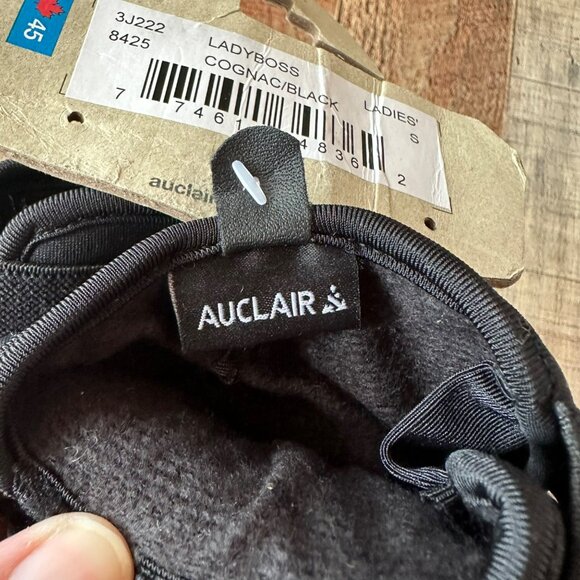 45
3J222
8425
LADYBOSS
COGNAC/BLACK
LADIES'
S
7
7461
4836
2
auclair
AUCLAIR